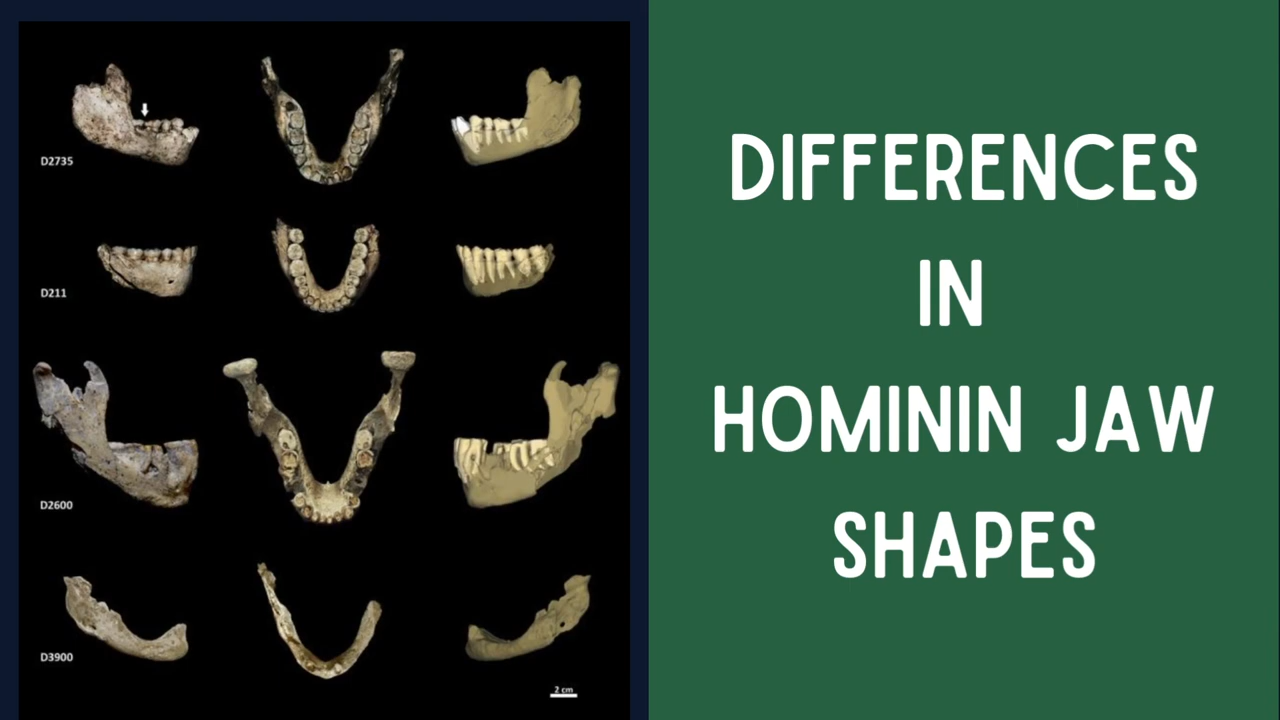 D2735
D211
D2600
D3900
2 cm
DIFFERENCES
IN
HOMININ JAW
SHAPES